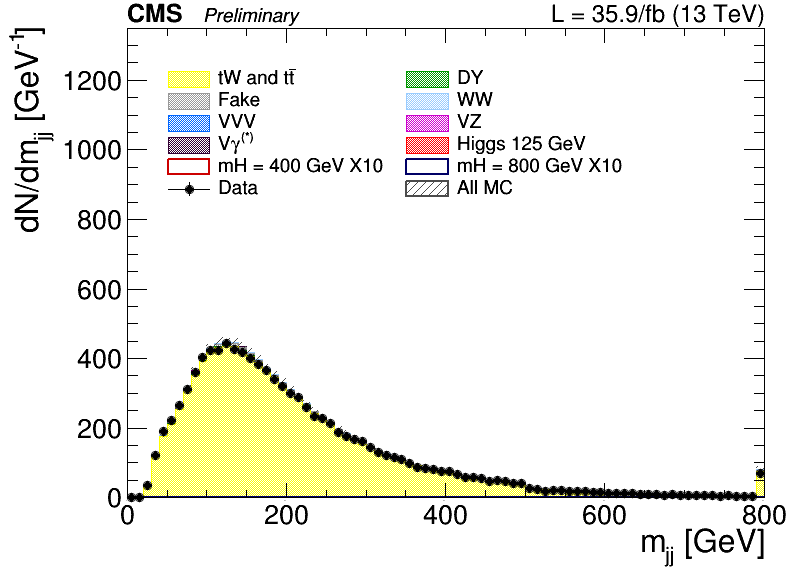 CMS Preliminary L = 35.9/fb (13 TeV)
dN/dm_jj [GeV⁻¹]
1200
1000
800
600
400
200
0
tW and tt̄ DY
Fake WW
VVV VZ
Vγ⁽*⁾ Higgs 125 GeV
mH = 400 GeV X10 mH = 800 GeV X10
Data All MC
0 200 400 600 800
m_jj [GeV]